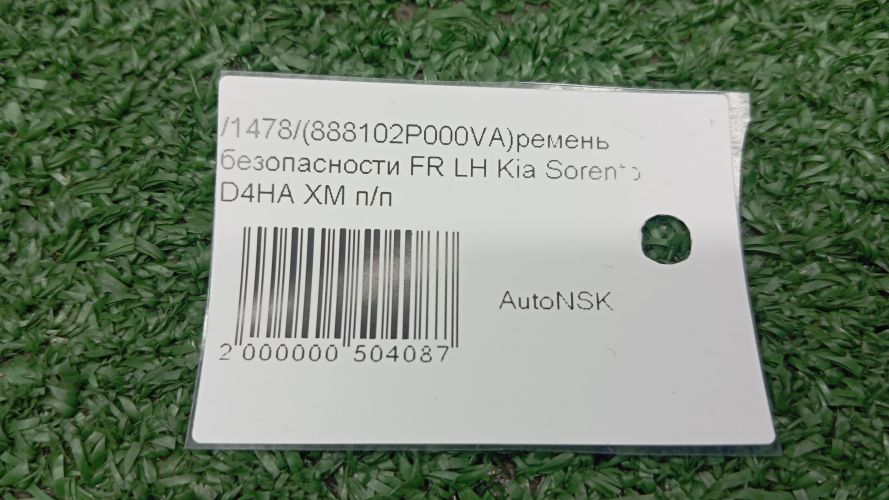 /1478/(888102P000VA)ремень
безопасности FR LH Kia Sorento
D4HA XM п/п
AutoNSK
2 000000 504087